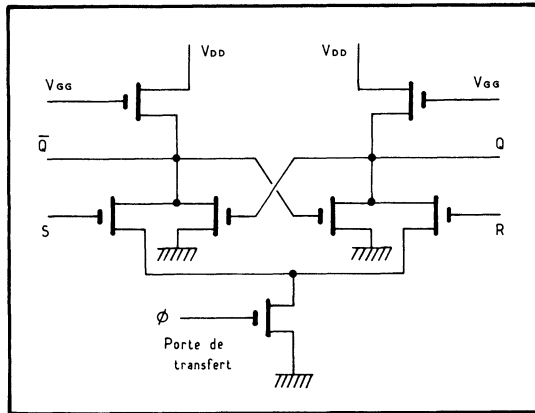 VDD
VDD
VGG
VGG
Q̅
Q
S
R
Ø
Porte de
transfert